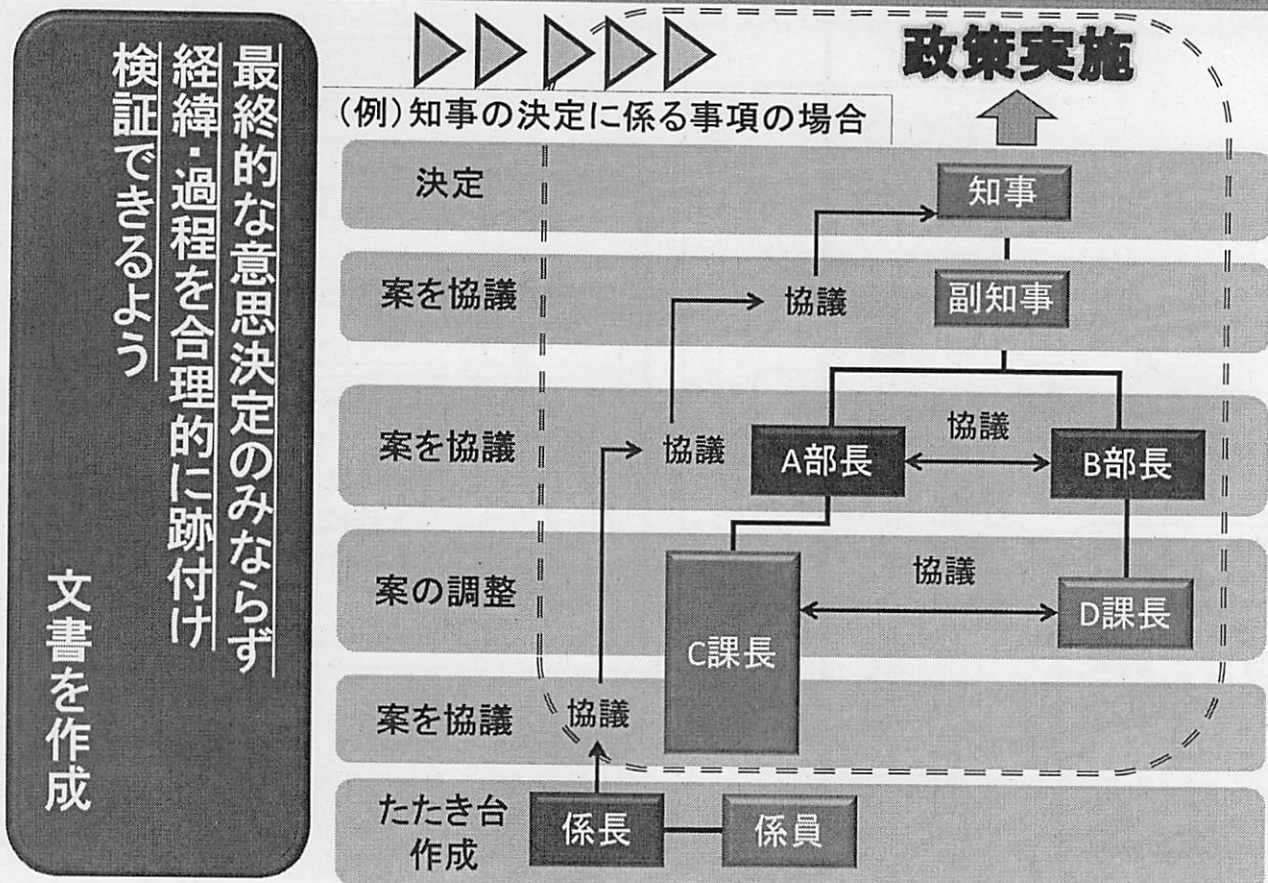 最終的な意思決定のみならず
経緯・過程を合理的に跡付け
検証できるよう
文書を作成
政策実施
(例)知事の決定に係る事項の場合
決定
知事
案を協議
協議
副知事
案を協議
協議
A部長
協議
B部長
案の調整
C課長
協議
D課長
案を協議
協議
たたき台
作成
係長
係員